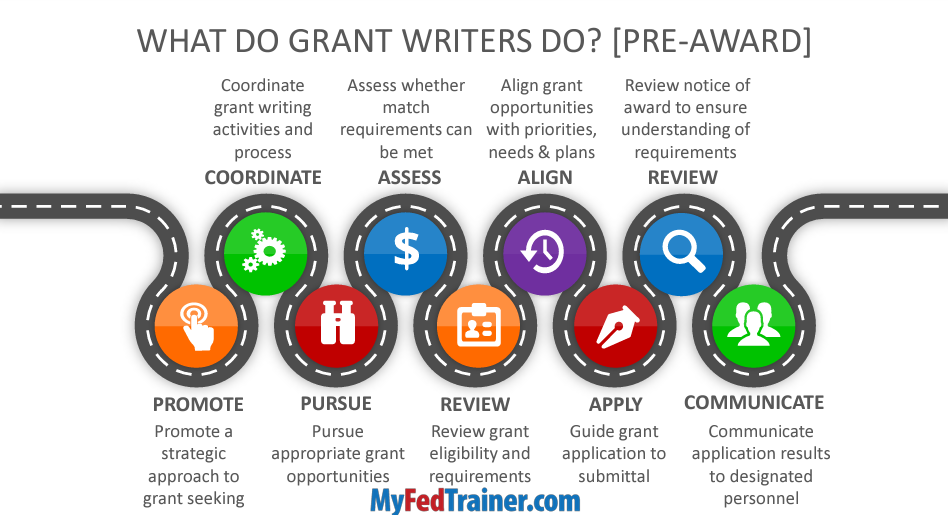 WHAT DO GRANT WRITERS DO? [PRE-AWARD]
Coordinate
grant writing
activities and
process
COORDINATE
Assess whether
match
requirements can
be met
ASSESS
Align grant
opportunities
with priorities,
needs & plans
ALIGN
Review notice of
award to ensure
understanding of
requirements
REVIEW
$
PROMOTE
Promote a
strategic
approach to
grant seeking
PURSUE
Pursue
appropriate grant
opportunities
REVIEW
Review grant
eligibility and
requirements
APPLY
Guide grant
application to
submittal
COMMUNICATE
Communicate
application results
to designated
personnel
MyFedTrainer.com